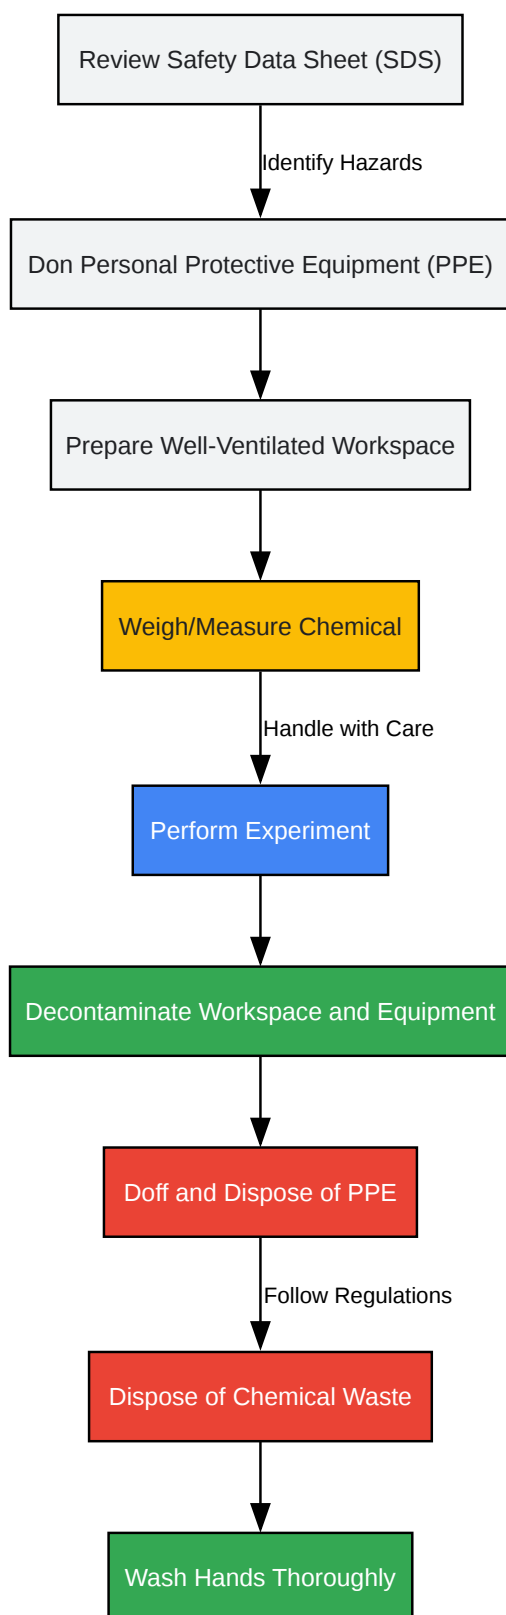 Review Safety Data Sheet (SDS)
Identify Hazards
Don Personal Protective Equipment (PPE)
Prepare Well-Ventilated Workspace
Weigh/Measure Chemical
Handle with Care
Perform Experiment
Decontaminate Workspace and Equipment
Doff and Dispose of PPE
Follow Regulations
Dispose of Chemical Waste
Wash Hands Thoroughly